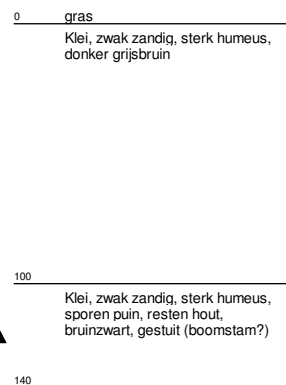 0 gras
Klei, zwak zandig, sterk humeus,
donker grijsbruin
100
Klei, zwak zandig, sterk humeus,
sporen puin, resten hout,
bruinzwart, gestuit (boomstam?)
140